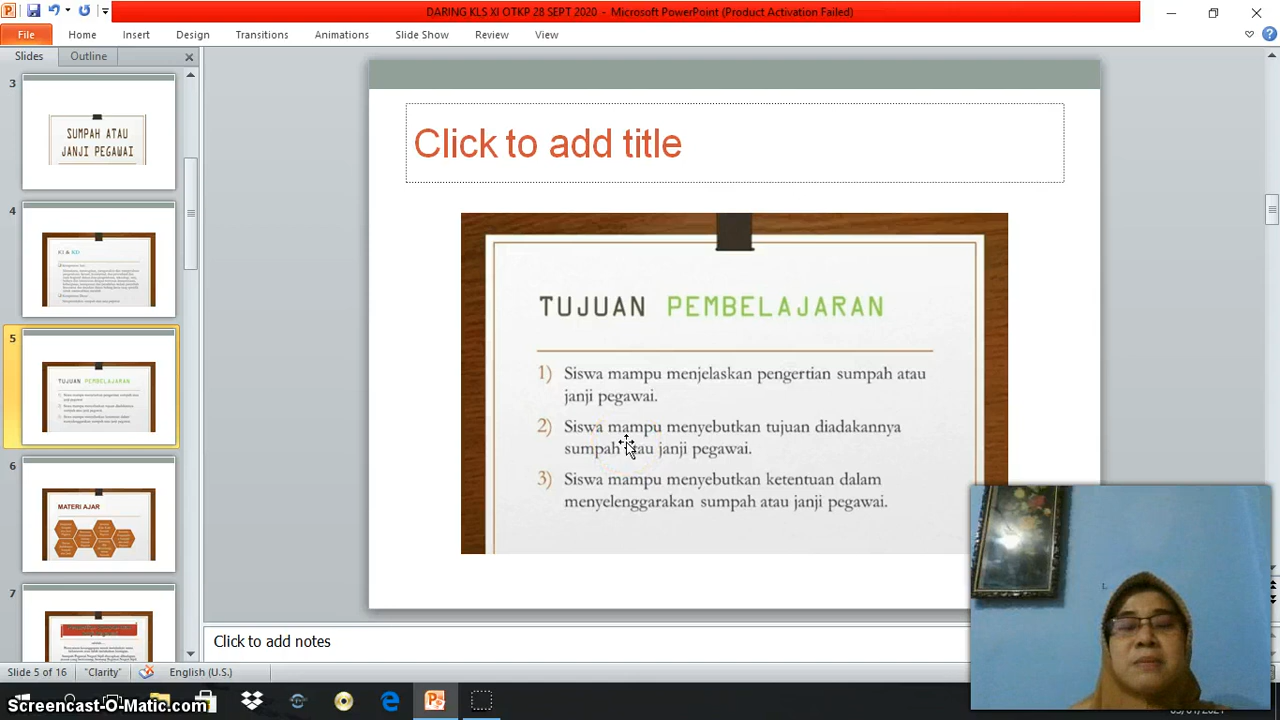 DARING KLS XI OTKP 28 SEPT 2020 - Microsoft PowerPoint (Product Activation Failed)
File Home Insert Design Transitions Animations Slide Show Review View
Slides Outline
3
SUMPAH ATAU
JANJI PEGAWAI
4
KI & KD
5
TUJUAN PEMBELAJARAN
6
MATERI AJAR
7
Click to add title
TUJUAN PEMBELAJARAN
1) Siswa mampu menjelaskan pengertian sumpah atau
janji pegawai.
2) Siswa mampu menyebutkan tujuan diadakannya
sumpah atau janji pegawai.
3) Siswa mampu menyebutkan ketentuan dalam
menyelenggarakan sumpah atau janji pegawai.
Click to add notes
Slide 5 of 16 "Clarity" English (U.S.)
Screencast-O-Matic.com